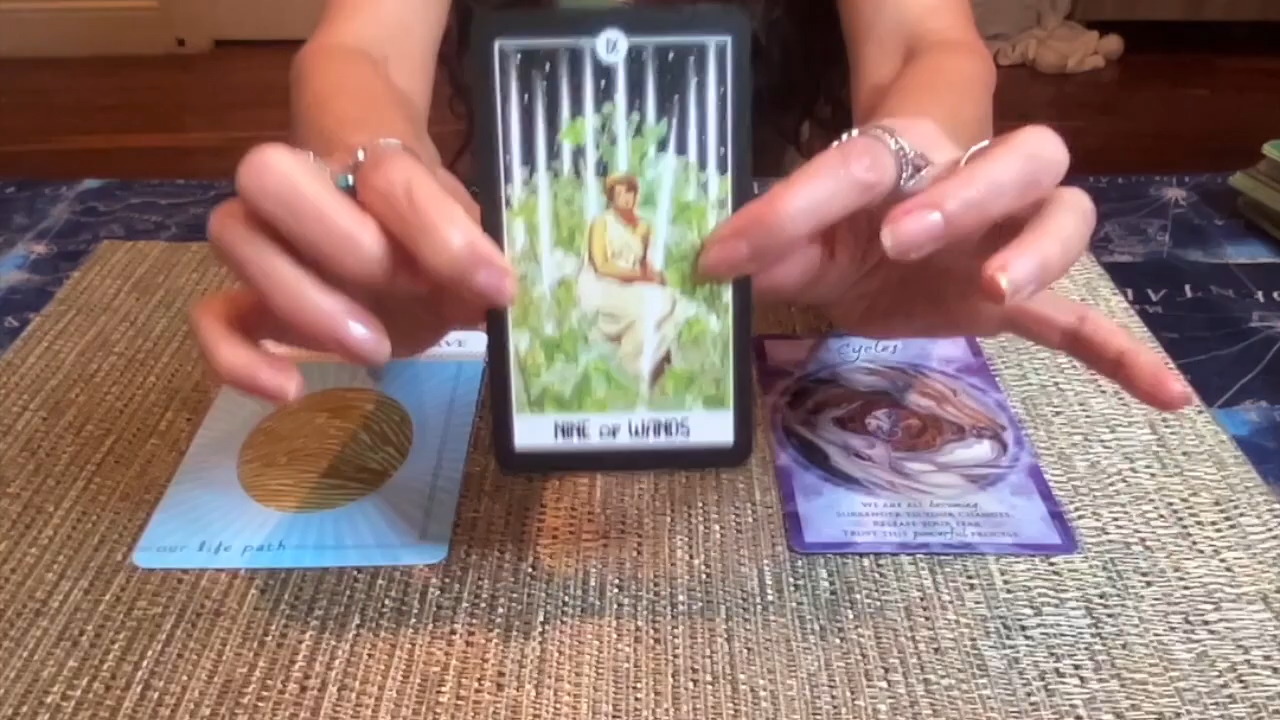 IX
NINE OF WANDS
AVE
our life path
Cycles
WE ARE ALL becoming
SURRENDER TO YOUR CHANGES
RELEASE YOUR FEAR
TRUST THIS powerful PROCESS